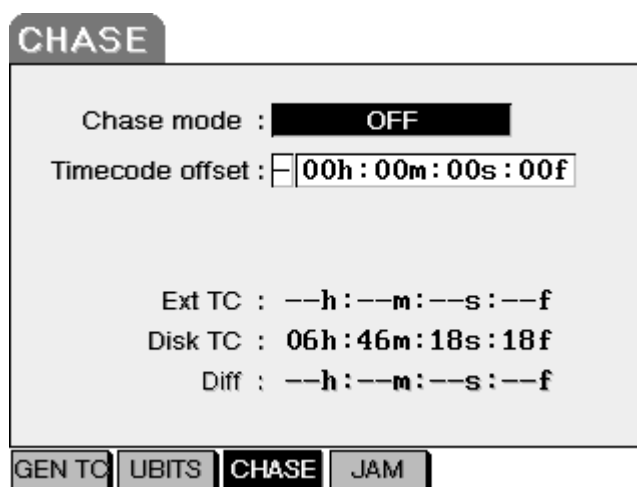 CHASE
Chase mode : OFF
Timecode offset : - 00h:00m:00s:00f
Ext TC : --h:--m:--s:--f
Disk TC : 06h:46m:18s:18f
Diff : --h:--m:--s:--f
GEN TC UBITS CHASE JAM